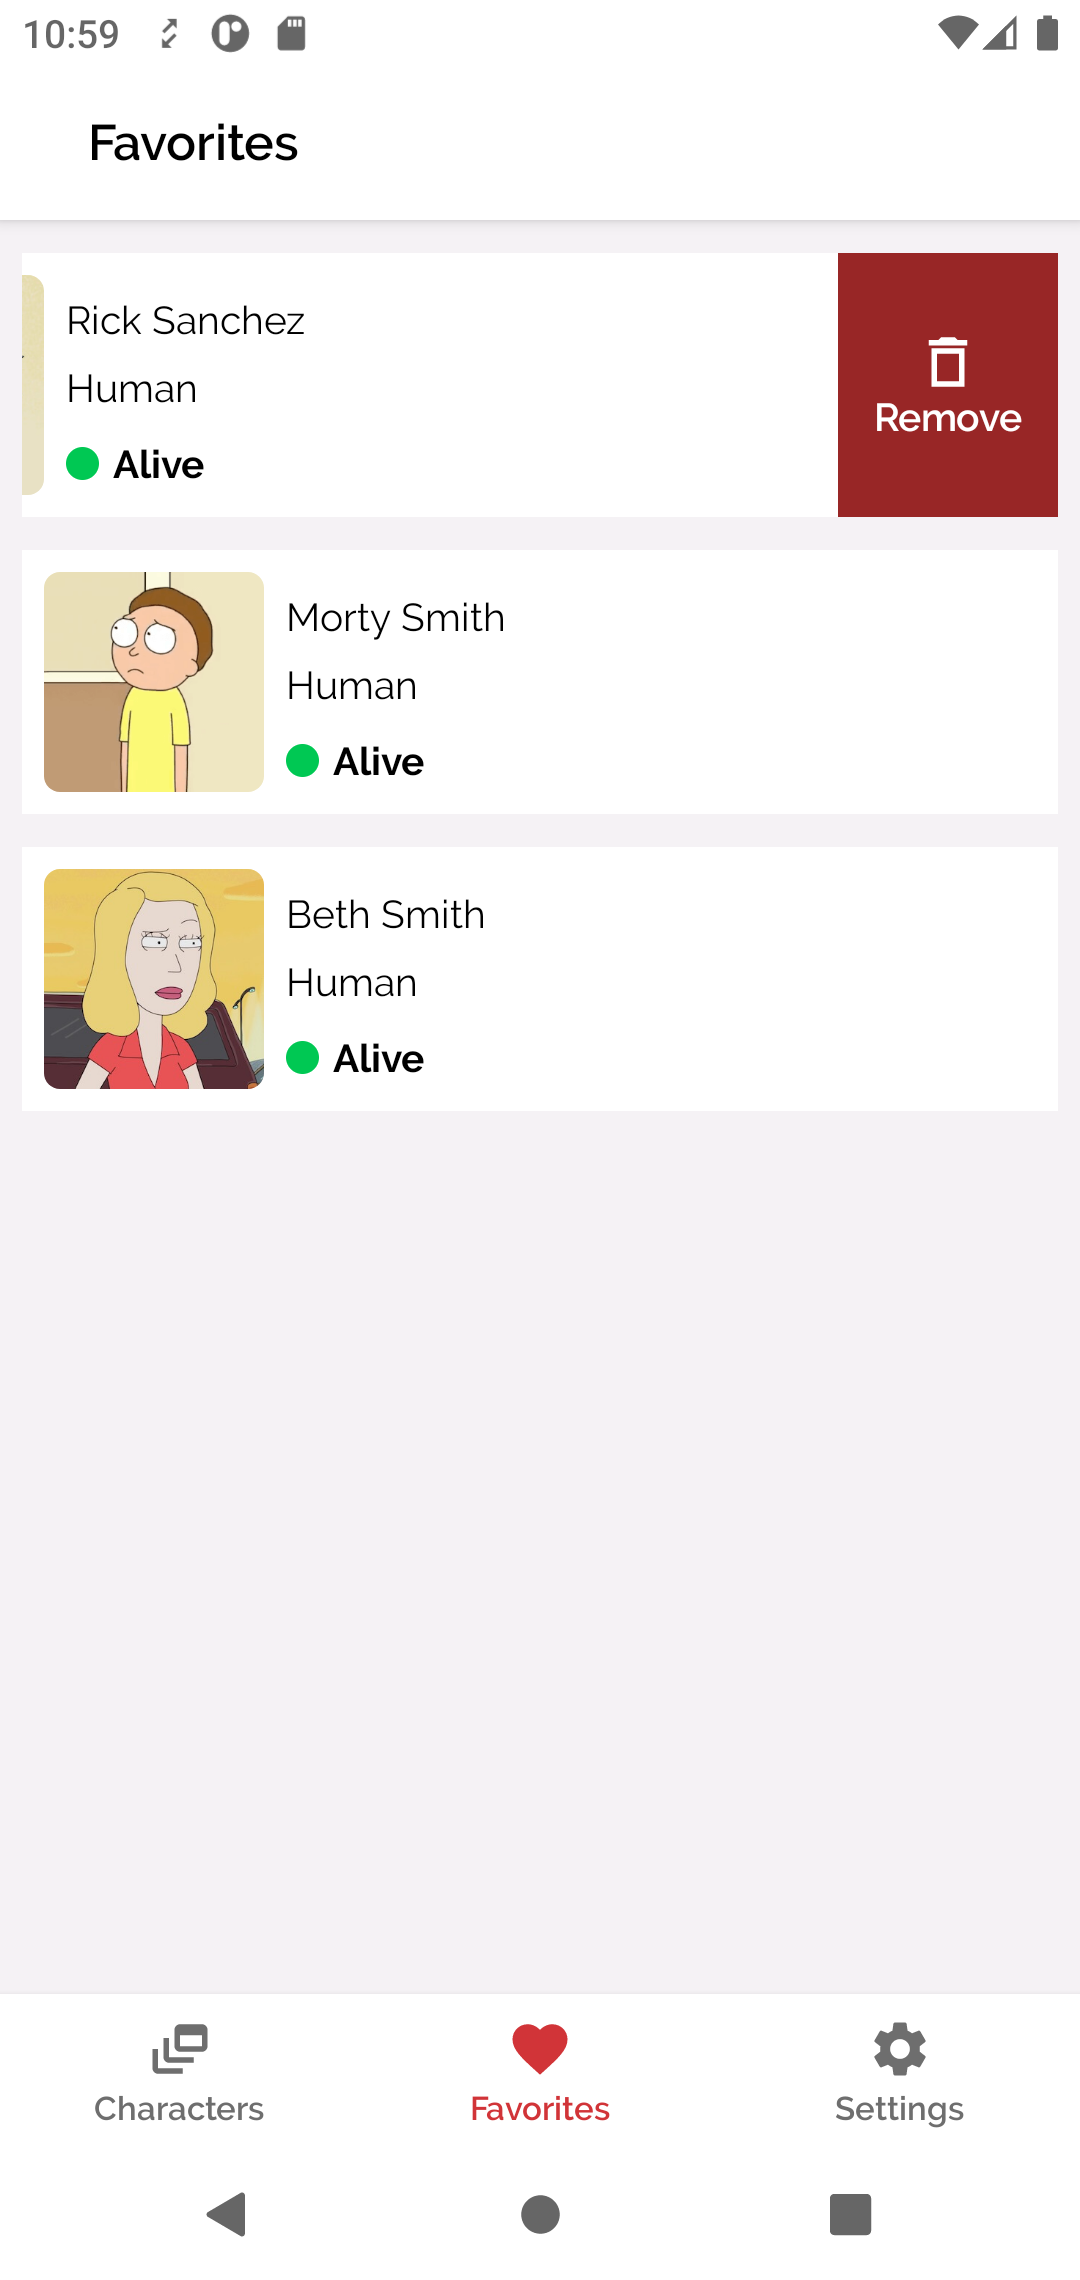 10:59
Favorites
Rick Sanchez
Human
Alive
Remove
Morty Smith
Human
Alive
Beth Smith
Human
Alive
Characters
Favorites
Settings